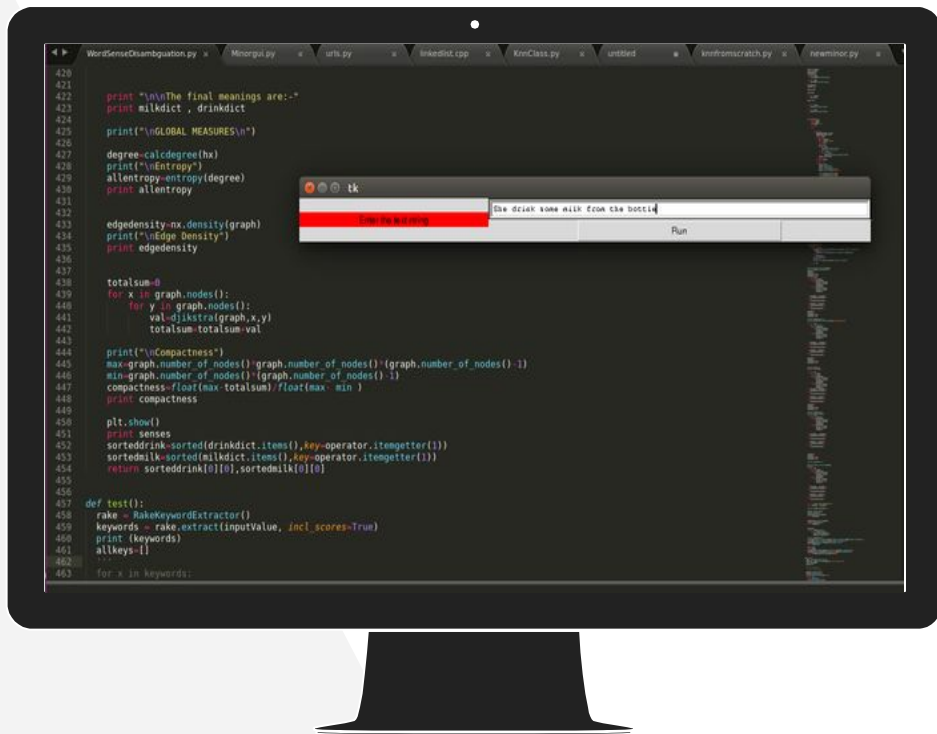 WordSenseDisambguation.py × Minorgui.py × urls.py × linkedlist.cpp × KnnClass.py × untitled knnfromscratch.py × newminor.py ×
420
421
422 print "\n\nThe final meanings are:-"
423 print milkdict , drinkdict
424
425 print("\nGLOBAL MEASURES\n")
426
427 degree=calcdegree(hx)
428 print("\nEntropy")
429 allentropy=entropy(degree)
430 print allentropy
431
432
433 edgedensity=nx.density(graph)
434 print("\nEdge Density")
435 print edgedensity
436
437
438 totalsum=0
439 for x in graph.nodes():
440 for y in graph.nodes():
441 val=djikstra(graph,x,y)
442 totalsum=totalsum+val
443
444 print("\nCompactness")
445 max=graph.number_of_nodes()*graph.number_of_nodes()*(graph.number_of_nodes()-1)
446 min=graph.number_of_nodes()*(graph.number_of_nodes()-1)
447 compactness=float(max-totalsum)/float(max- min )
448 print compactness
449
450 plt.show()
451 print senses
452 sorteddrink=sorted(drinkdict.items(),key=operator.itemgetter(1))
453 sortedmilk=sorted(milkdict.items(),key=operator.itemgetter(1))
454 return sorteddrink[0][0],sortedmilk[0][0]
455
456
457 def test():
458 rake = RakeKeywordExtractor()
459 keywords = rake.extract(inputValue, incl_scores=True)
460 print (keywords)
461 allkeys=[]
462 '''
463 for x in keywords:
tk
She drink some milk from the bottle
Enter the test string
Run